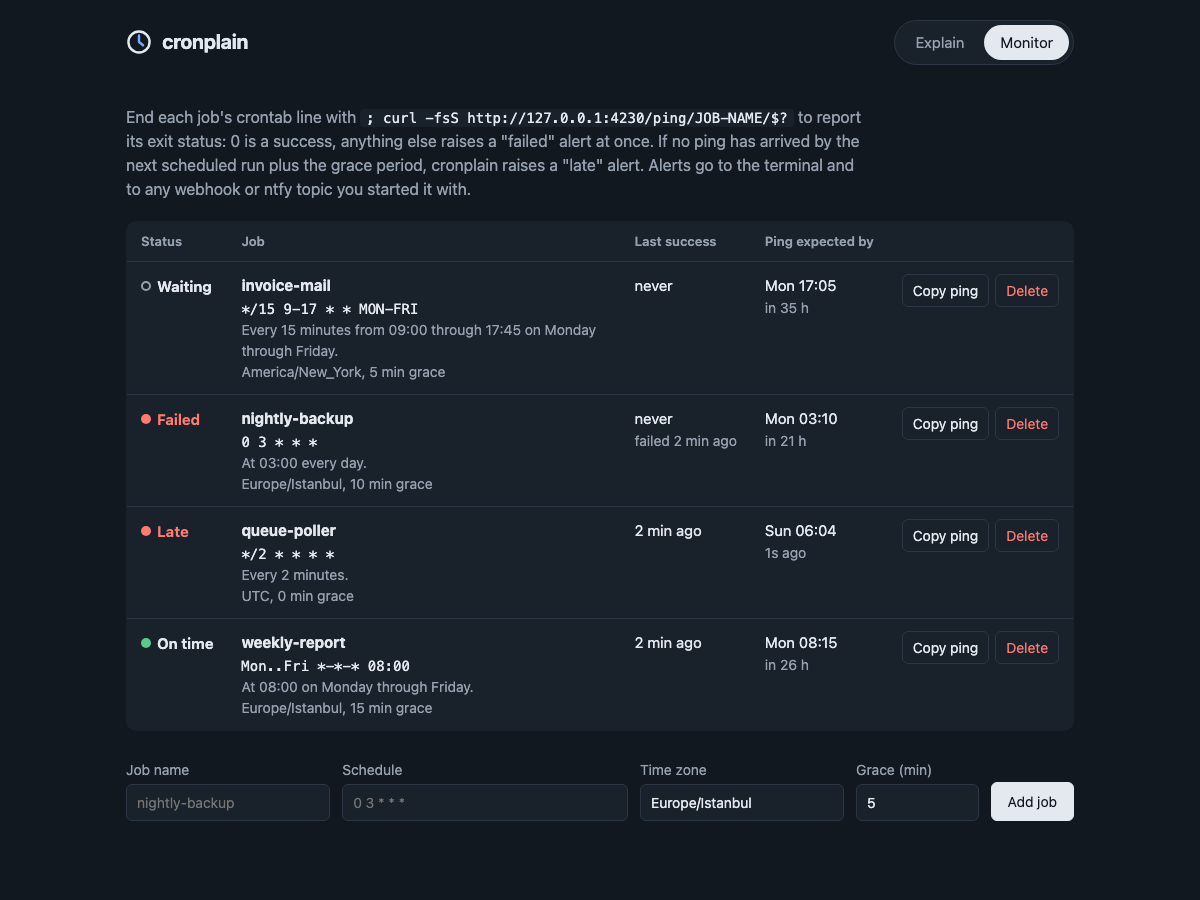 cronplain
Explain
Monitor
End each job's crontab line with ; curl -fsS http://127.0.0.1:4230/ping/JOB-NAME/$? to report
its exit status: 0 is a success, anything else raises a "failed" alert at once. If no ping has arrived by the
next scheduled run plus the grace period, cronplain raises a "late" alert. Alerts go to the terminal and
to any webhook or ntfy topic you started it with.
Status Job Last success Ping expected by
Waiting invoice-mail never Mon 17:05 Copy ping Delete
*/15 9-17 * * MON-FRI in 35 h
Every 15 minutes from 09:00 through 17:45 on Monday
through Friday.
America/New_York, 5 min grace
Failed nightly-backup never Mon 03:10 Copy ping Delete
0 3 * * * failed 2 min ago in 21 h
At 03:00 every day.
Europe/Istanbul, 10 min grace
Late queue-poller 2 min ago Sun 06:04 Copy ping Delete
*/2 * * * * 1s ago
Every 2 minutes.
UTC, 0 min grace
On time weekly-report 2 min ago Mon 08:15 Copy ping Delete
Mon..Fri *-*-* 08:00 in 26 h
At 08:00 on Monday through Friday.
Europe/Istanbul, 15 min grace
Job name Schedule Time zone Grace (min)
nightly-backup 0 3 * * * Europe/Istanbul 5 Add job